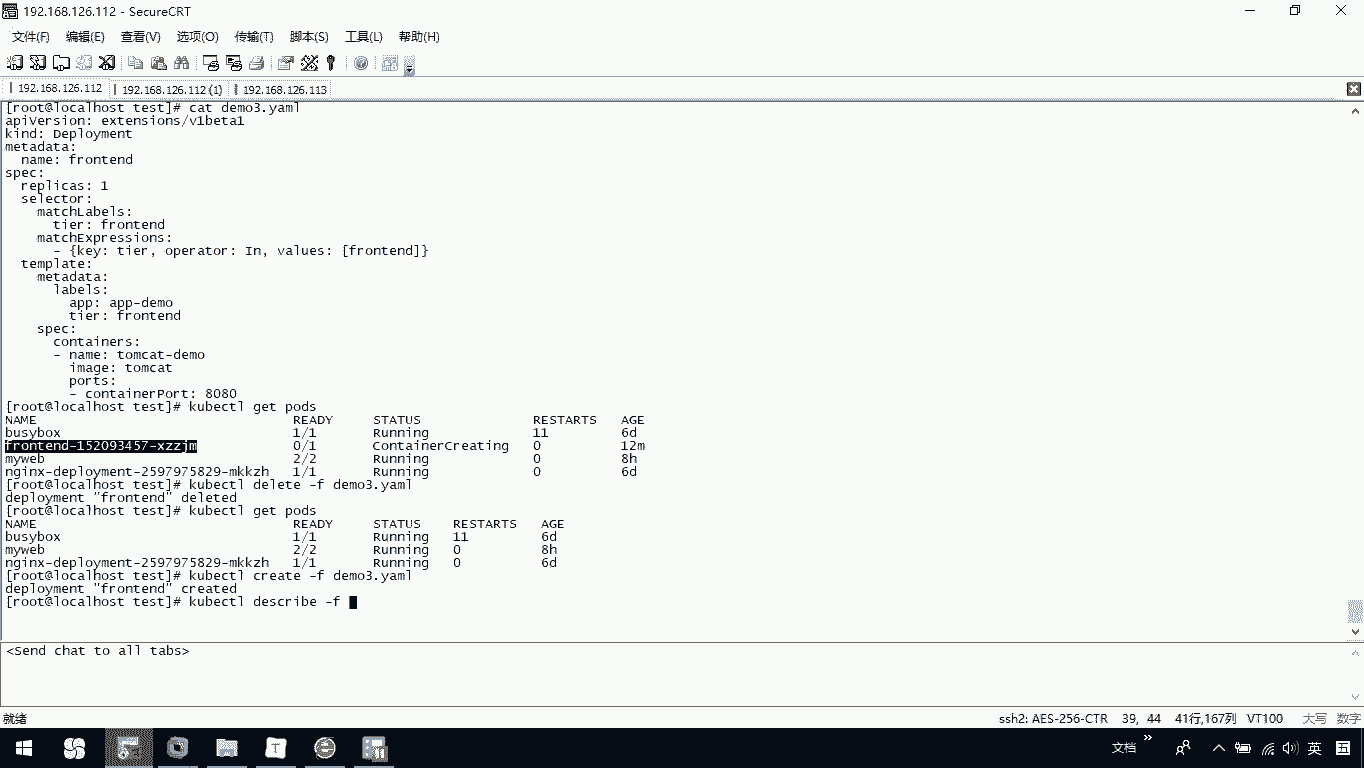 192.168.126.112 - SecureCRT
文件(F) 编辑(E) 查看(V) 选项(O) 传输(T) 脚本(S) 工具(L) 帮助(H)
192.168.126.112 192.168.126.112 (1) 192.168.126.113
[root@localhost test]# cat demo3.yaml
apiVersion: extensions/v1beta1
kind: Deployment
metadata:
  name: frontend
spec:
  replicas: 1
  selector:
    matchLabels:
      tier: frontend
    matchExpressions:
      - {key: tier, operator: In, values: [frontend]}
  template:
    metadata:
      labels:
        app: app-demo
        tier: frontend
    spec:
      containers:
      - name: tomcat-demo
        image: tomcat
        ports:
        - containerPort: 8080
[root@localhost test]# kubectl get pods
NAME                                READY     STATUS              RESTARTS   AGE
busybox                             1/1       Running             11         6d
frontend-152093457-xzzjm            0/1       ContainerCreating   0          12m
myweb                               2/2       Running             0          8h
nginx-deployment-2597975829-mkkzh   1/1       Running             0          6d
[root@localhost test]# kubectl delete -f demo3.yaml
deployment "frontend" deleted
[root@localhost test]# kubectl get pods
NAME                                READY     STATUS    RESTARTS   AGE
busybox                             1/1       Running   11         6d
myweb                               2/2       Running   0          8h
nginx-deployment-2597975829-mkkzh   1/1       Running   0          6d
[root@localhost test]# kubectl create -f demo3.yaml
deployment "frontend" created
[root@localhost test]# kubectl describe -f
<Send chat to all tabs>
就绪 ssh2: AES-256-CTR 39, 44 41行,167列 VT100 大写 数字
文档 » 英 五